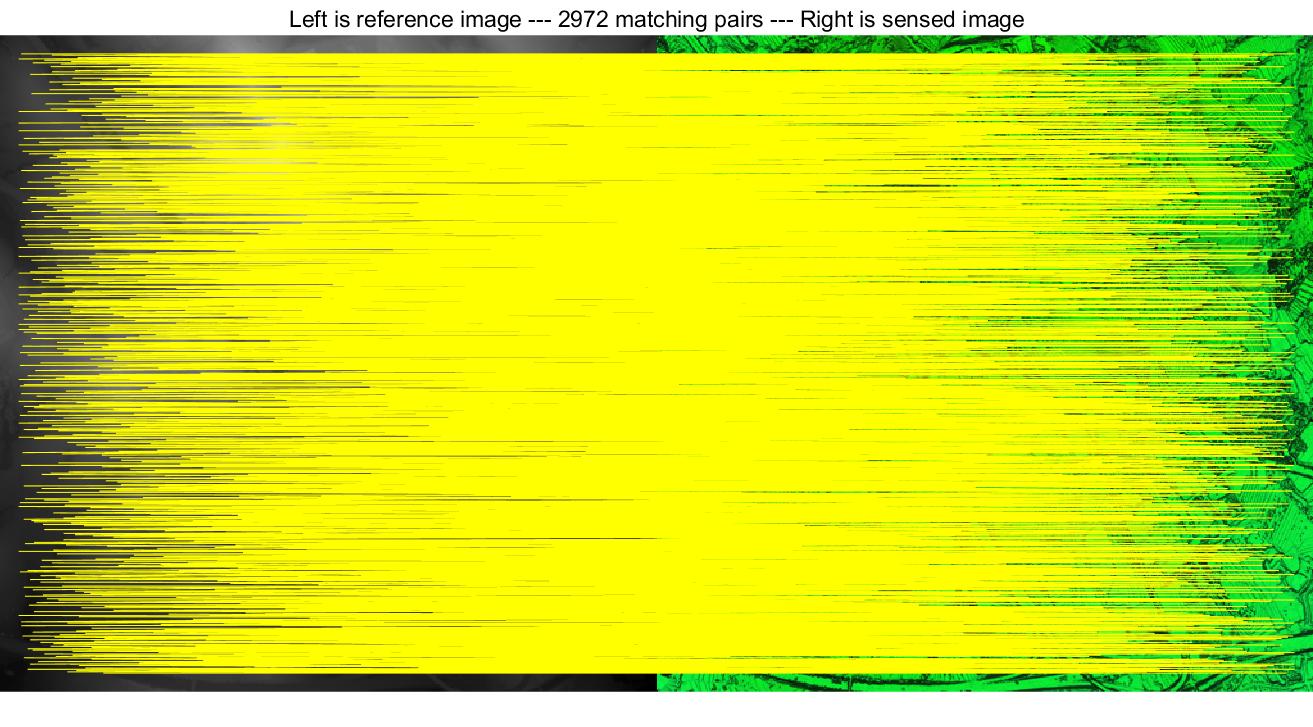 Left is reference image --- 2972 matching pairs --- Right is sensed image